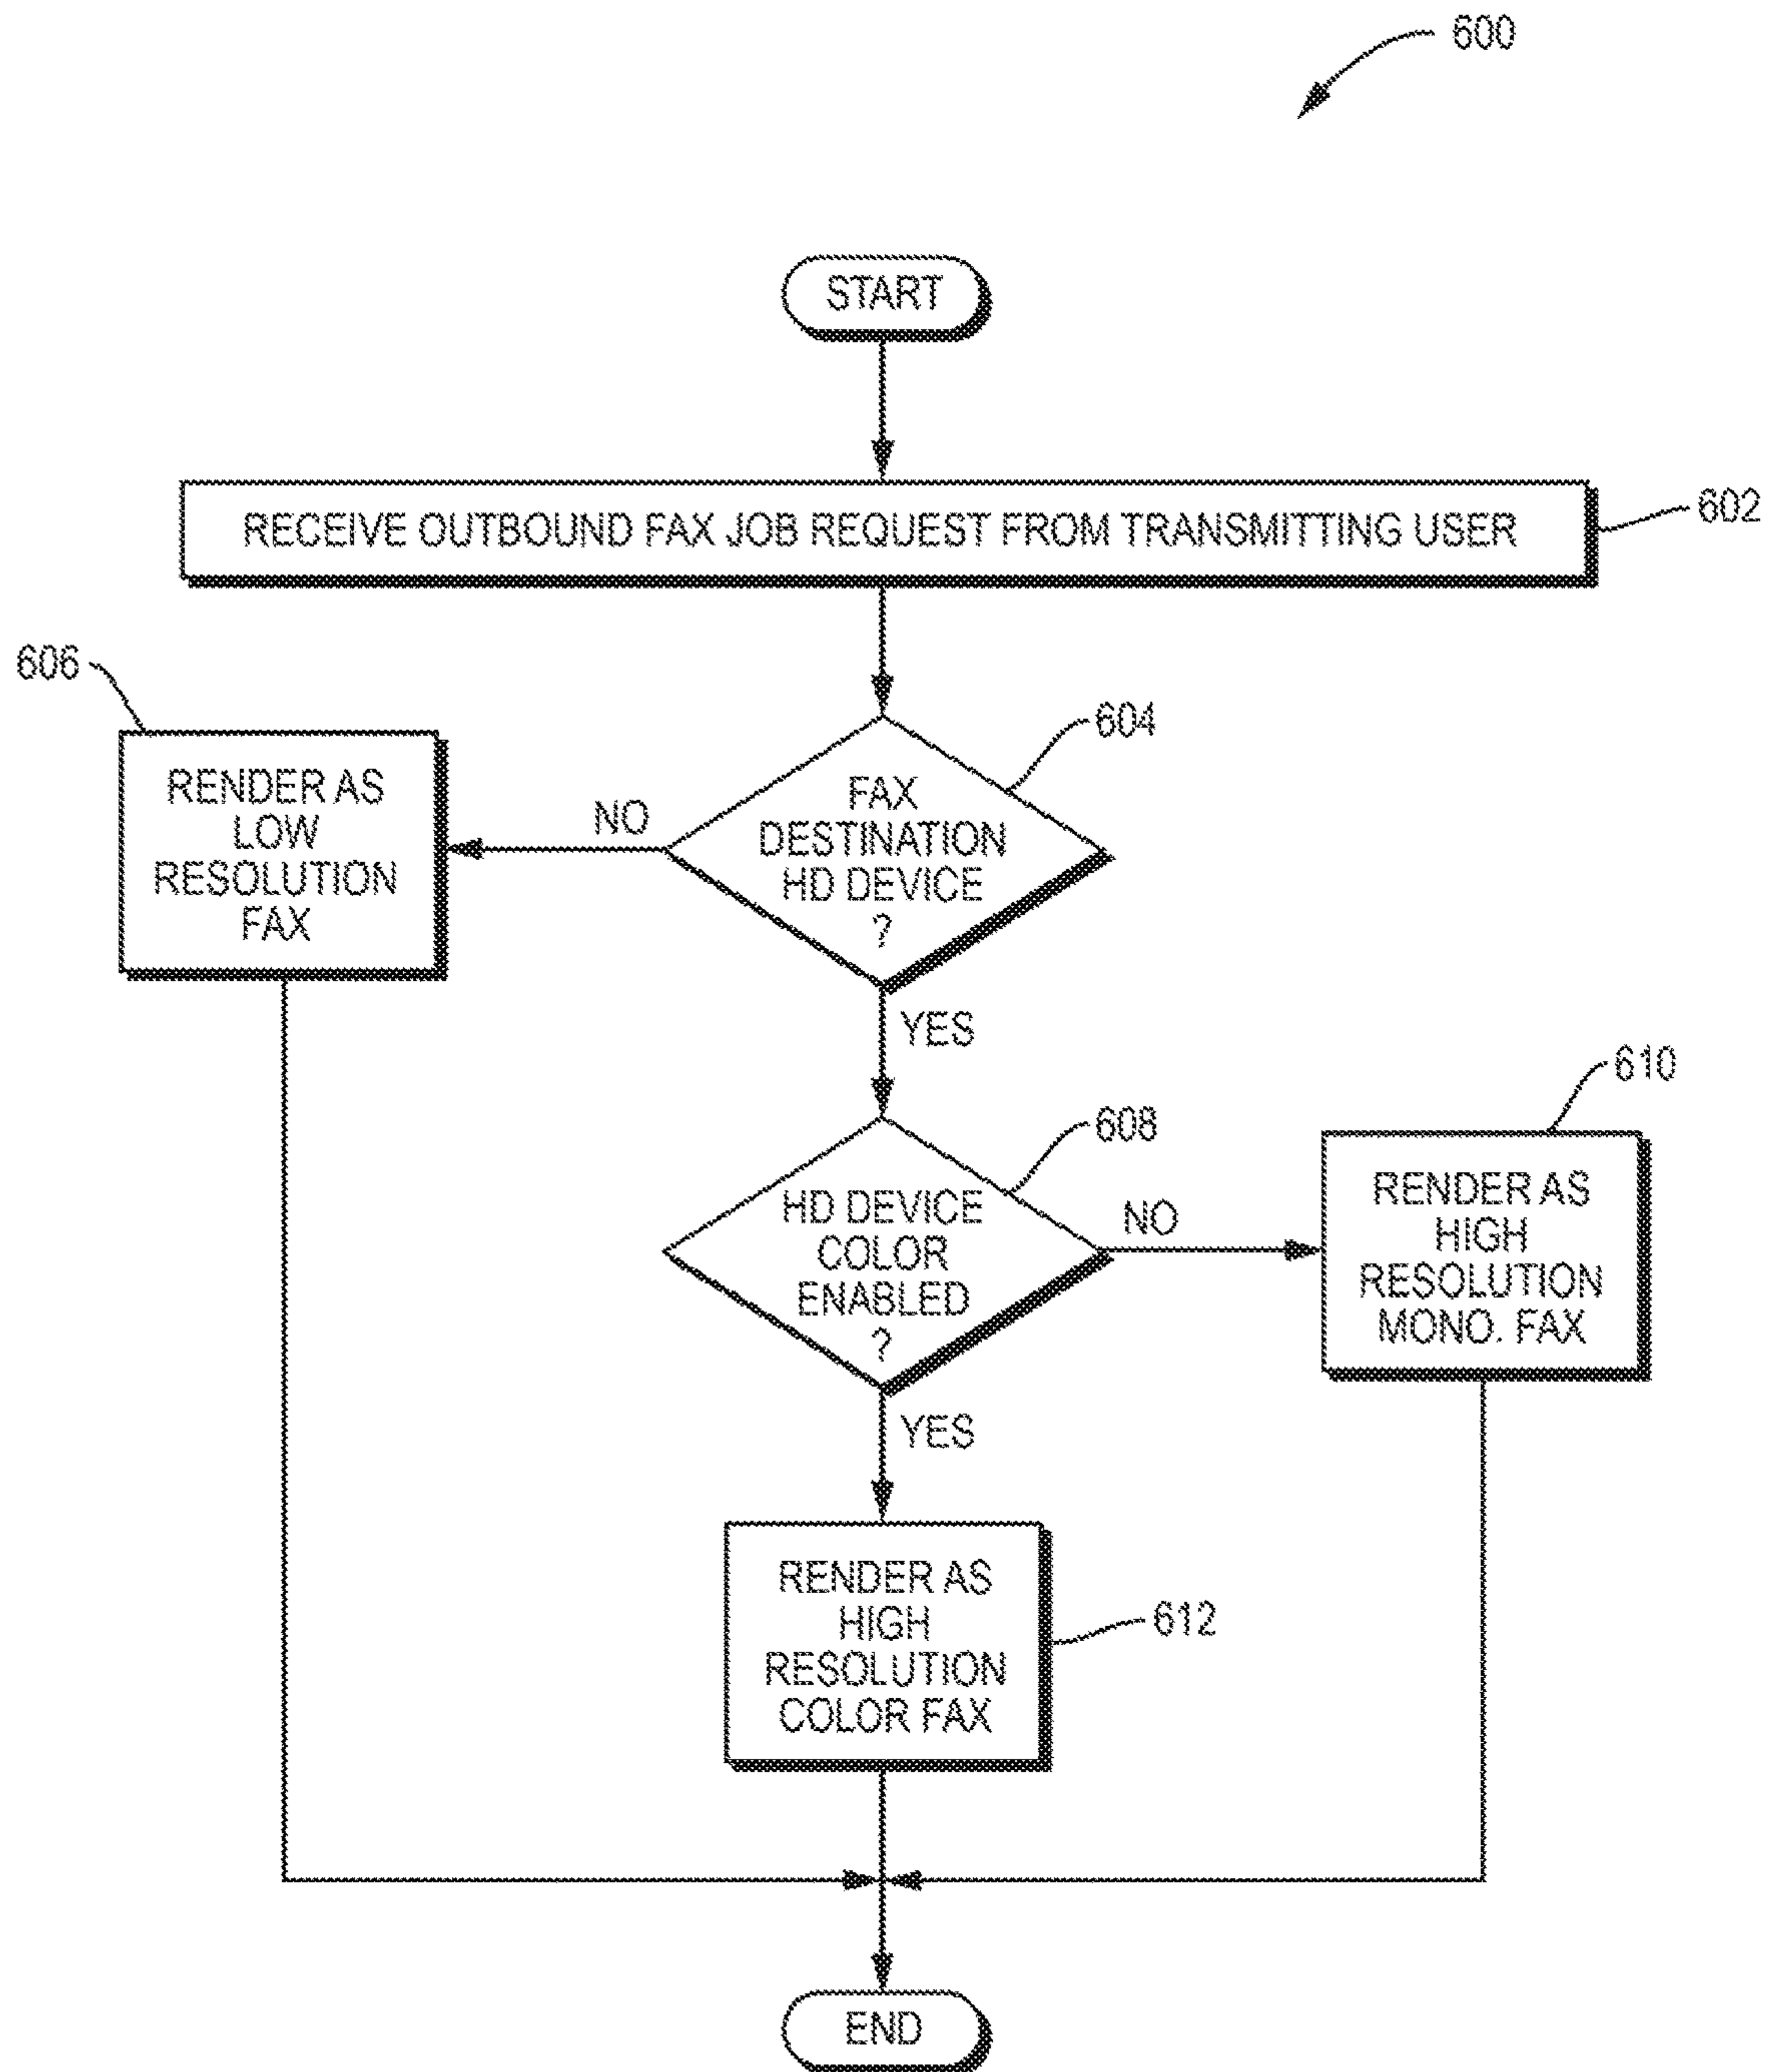 600
START
RECEIVE OUTBOUND FAX JOB REQUEST FROM TRANSMITTING USER
602
606
RENDER AS
LOW
RESOLUTION
FAX
NO
604
FAX
DESTINATION
HD DEVICE
?
YES
608
HD DEVICE
COLOR
ENABLED
?
NO
610
RENDER AS
HIGH
RESOLUTION
MONO. FAX
YES
RENDER AS
HIGH
RESOLUTION
COLOR FAX
612
END